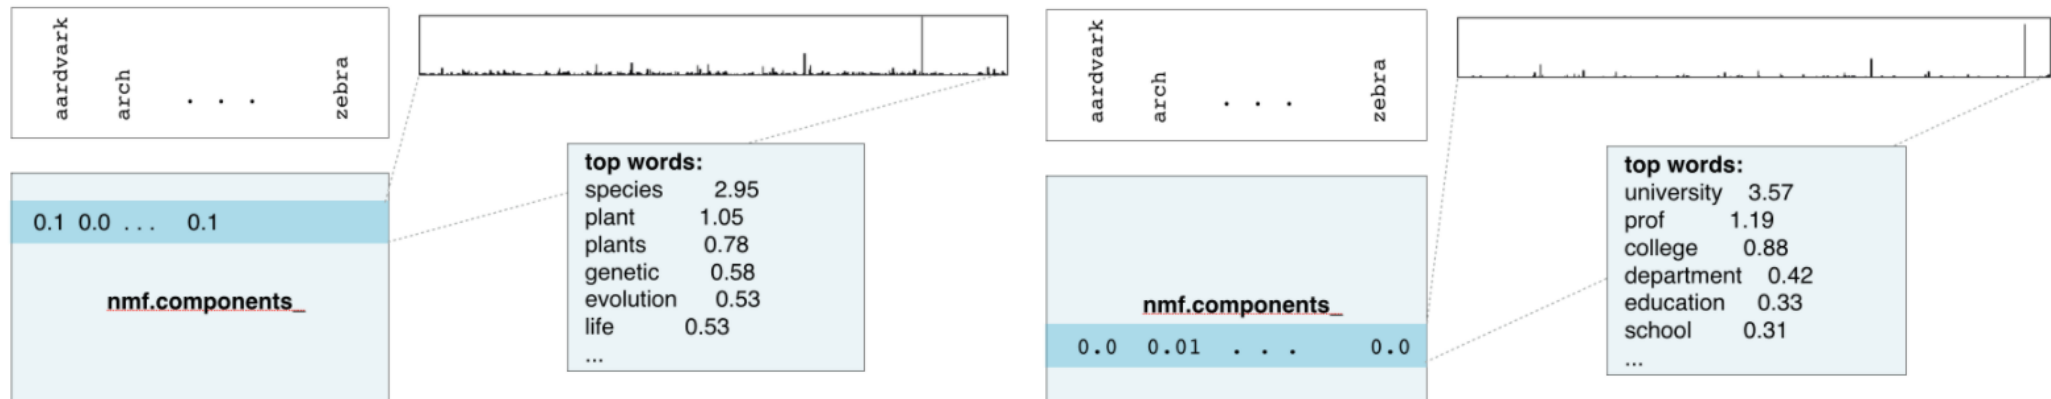 aardvark
arch
. . .
zebra
0.1 0.0 ... 0.1
nmf.components_
top words:
species 2.95
plant 1.05
plants 0.78
genetic 0.58
evolution 0.53
life 0.53
...
aardvark
arch
. . .
zebra
nmf.components_
0.0 0.01 . . . 0.0
top words:
university 3.57
prof 1.19
college 0.88
department 0.42
education 0.33
school 0.31
...